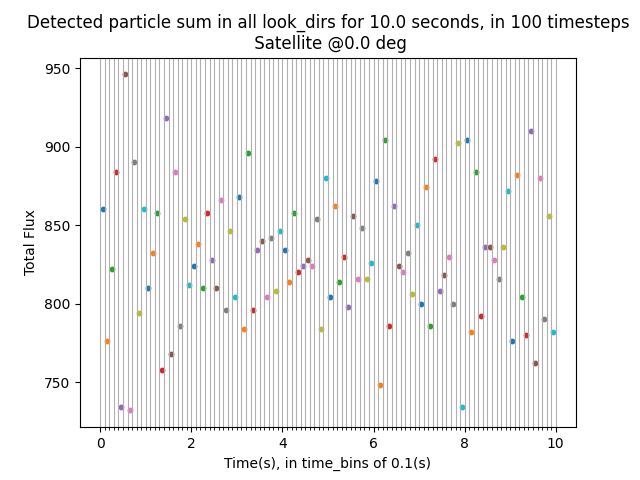 Detected particle sum in all look_dirs for 10.0 seconds, in 100 timesteps
Satellite @0.0 deg
950
900
850
800
750
Total Flux
0 2 4 6 8 10
Time(s), in time_bins of 0.1(s)